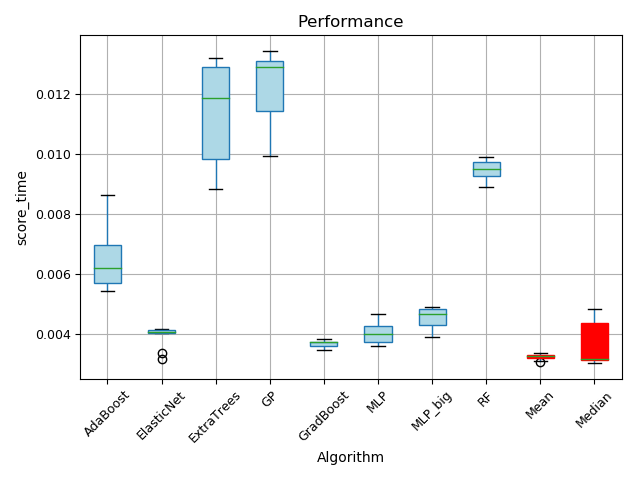 Performance
score_time
0.012
0.010
0.008
0.006
0.004
AdaBoost
ElasticNet
ExtraTrees
GP
GradBoost
MLP
MLP_big
RF
Mean
Median
Algorithm